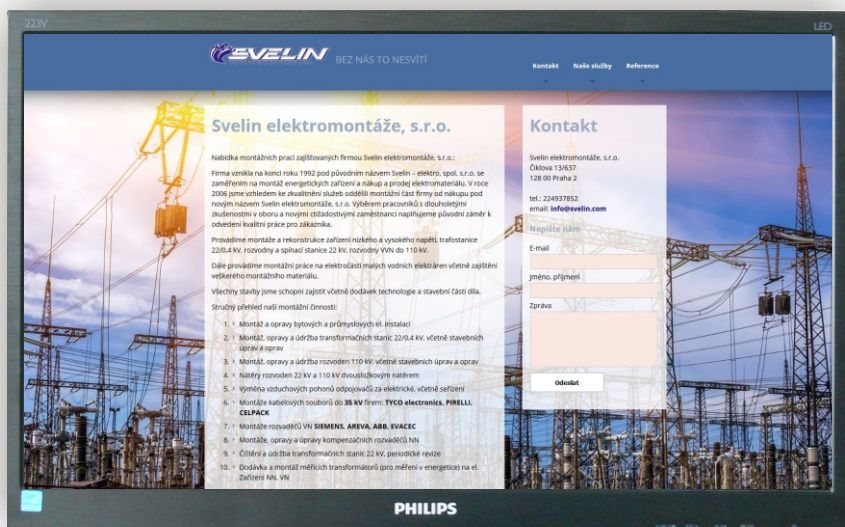 223V
LED
SVELIN
BEZ NÁS TO NESVÍTÍ
Kontakt Naše služby Reference
Svelin elektromontáže, s.r.o.
Nabídka montážních prací zajišťovaných firmou Svelin elektromontáže, s.r.o.:
Firma vznikla na konci roku 1992 pod původním názvem Svelin – elektro, spol. s.r.o. se
zaměřením na montáž energetických zařízení a nákup a prodej elektromateriálu. V roce
2006 jsme vzhledem ke zkvalitnění služeb oddělili montážní část firmy od nákupu pod
novým názvem Svelin elektromontáže, s.r.o. Výběrem pracovníků s dlouholetými
zkušenostmi v oboru a novými ctižádostivými zaměstnanci naplňujeme původní záměr k
odvedení kvalitní práce pro zákazníka.
Provádíme montáže a rekonstrukce zařízení nízkého a vysokého napětí, trafostanice
22/0,4 kV, rozvodny a spínací stanice 22 kV, rozvodny VVN do 110 kV.
Dále provádíme montážní práce na elektročásti malých vodních elektráren včetně zajištění
veškerého montážního materiálu.
Všechny stavby jsme schopni zajistit včetně dodávek technologie a stavební části díla.
Stručný přehled naší montážní činnosti:
1. Montáž a opravy bytových a průmyslových el. instalací
2. Montáž, opravy a údržba transformačních stanic 22/0,4 kV, včetně stavebních
úprav a oprav
3. Montáž, opravy a údržba rozvoden 110 kV, včetně stavebních úprav a oprav
4. Nátěry rozvoden 22 kV a 110 kV dvousložkovým nátěrem
5. Výměna vzduchových pohonů odpojovačů za elektrické, včetně seřízení
6. Montáže kabelových souborů do 35 kV firem: TYCO electronics, PIRELLI,
CELPACK
7. Montáže rozvaděčů VN SIEMENS, AREVA, ABB, EVACEC
8. Montáže, opravy a úpravy kompenzačních rozvaděčů NN
9. Čištění a údržba transformačních stanic 22 kV, periodické revize
10. Dodávka a montáž měřících transformátorů (pro měření v energetice) na el.
Zařízení NN, VN
Kontakt
Svelin elektromontáže, s.r.o.
Čiklova 13/637
128 00 Praha 2
tel.: 224937852
email: info@svelin.com
Napište nám
E-mail
Jméno, příjmení
Zpráva
Odeslat
PHILIPS